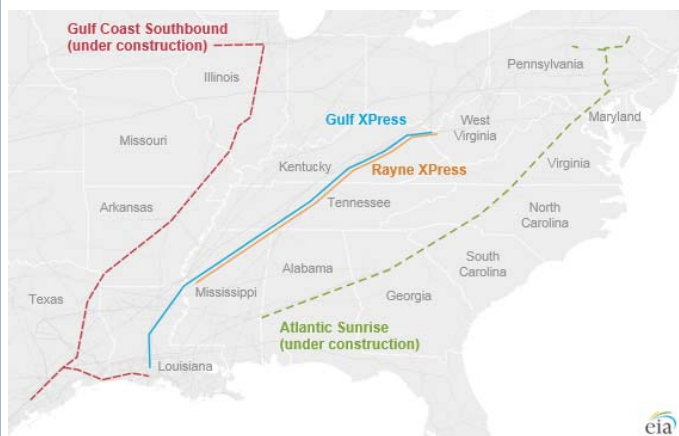 Gulf Coast Southbound
(under construction)
Illinois
Pennsylvania
Missouri
Gulf XPress
West
Virginia
Maryland
Kentucky
Rayne XPress
Virginia
Arkansas
Tennessee
North
Carolina
South
Carolina
Alabama
Texas
Mississippi
Georgia
Atlantic Sunrise
(under construction)
Louisiana
eia